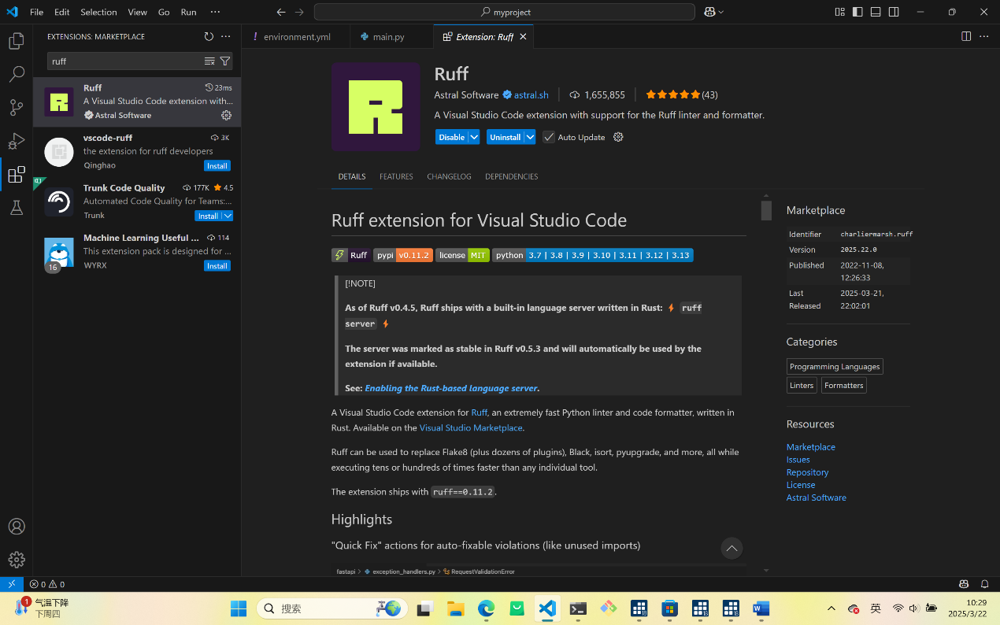 File Edit Selection View Go Run ···
myproject
EXTENSIONS: MARKETPLACE
ruff
Ruff 23ms
A Visual Studio Code extension with...
Astral Software
vscode-ruff 3K
the extension for ruff developers
Qinghao Install
Trunk Code Quality 177K 4.5
Automated Code Quality for Teams:...
Trunk Install
Machine Learning Useful ... 114
This extension pack is designed for ...
16
WYRX Install
! environment.yml main.py Extension: Ruff
Ruff
Astral Software astral.sh 1,655,855 (43)
A Visual Studio Code extension with support for the Ruff linter and formatter.
Disable Uninstall Auto Update
DETAILS FEATURES CHANGELOG DEPENDENCIES
Ruff extension for Visual Studio Code
Ruff pypi v0.11.2 license MIT python 3.7 | 3.8 | 3.9 | 3.10 | 3.11 | 3.12 | 3.13
[!NOTE]
As of Ruff v0.4.5, Ruff ships with a built-in language server written in Rust: ⚡ ruff
server ⚡
The server was marked as stable in Ruff v0.5.3 and will automatically be used by the
extension if available.
See: Enabling the Rust-based language server.
A Visual Studio Code extension for Ruff, an extremely fast Python linter and code formatter, written in
Rust. Available on the Visual Studio Marketplace.
Ruff can be used to replace Flake8 (plus dozens of plugins), Black, isort, pyupgrade, and more, all while
executing tens or hundreds of times faster than any individual tool.
The extension ships with ruff==0.11.2.
Highlights
"Quick Fix" actions for auto-fixable violations (like unused imports)
fastapi > exception_handlers.py > RequestValidationError
Marketplace
Identifier charliermarsh.ruff
Version 2025.22.0
Published 2022-11-08,
12:26:33
Last 2025-03-21,
Released 22:02:01
Categories
Programming Languages
Linters Formatters
Resources
Marketplace
Issues
Repository
License
Astral Software
0 0
1 气温下降
下周四
搜索
英
10:29
2025/3/22